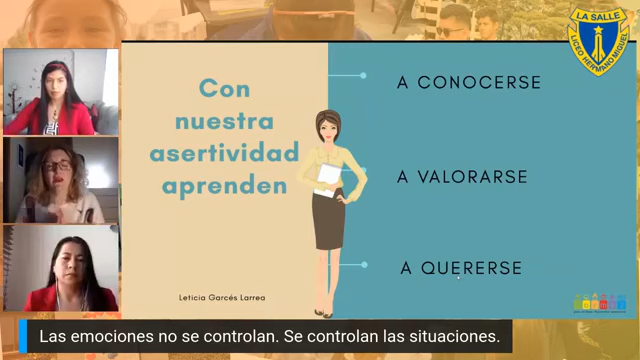 LA SALLE
LICEO HERMANO MIGUEL
Con
nuestra
asertividad
aprenden
A CONOCERSE
A VALORARSE
A QUERERSE
Leticia Garcés Larrea
Las emociones no se controlan. Se controlan las situaciones.